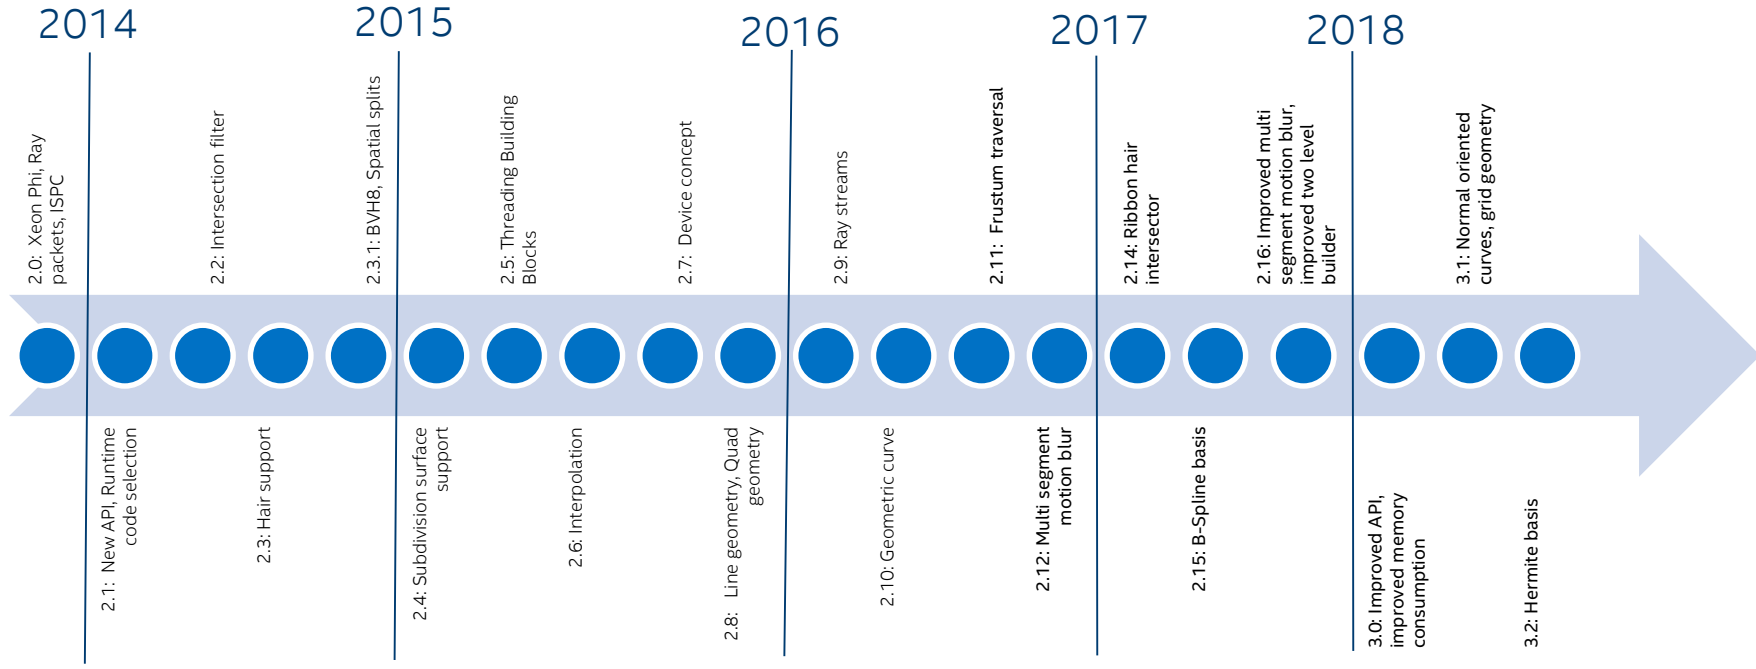 2014
2015
2016
2017
2018
2.0: Xeon Phi, Ray
packets, ISPC
2.2: Intersection filter
2.3.1: BVH8, Spatial splits
2.5: Threading Building
Blocks
2.7: Device concept
2.9: Ray streams
2.11: Frustum traversal
2.14: Ribbon hair
intersector
2.16: Improved multi
segment motion blur,
improved two level
builder
3.1: Normal oriented
curves, grid geometry
2.1: New API, Runtime
code selection
2.3: Hair support
2.4: Subdivision surface
support
2.6: Interpolation
2.8: Line geometry, Quad
geometry
2.10: Geometric curve
2.12: Multi segment
motion blur
2.15: B-Spline basis
3.0: Improved API,
improved memory
consumption
3.2: Hermite basis